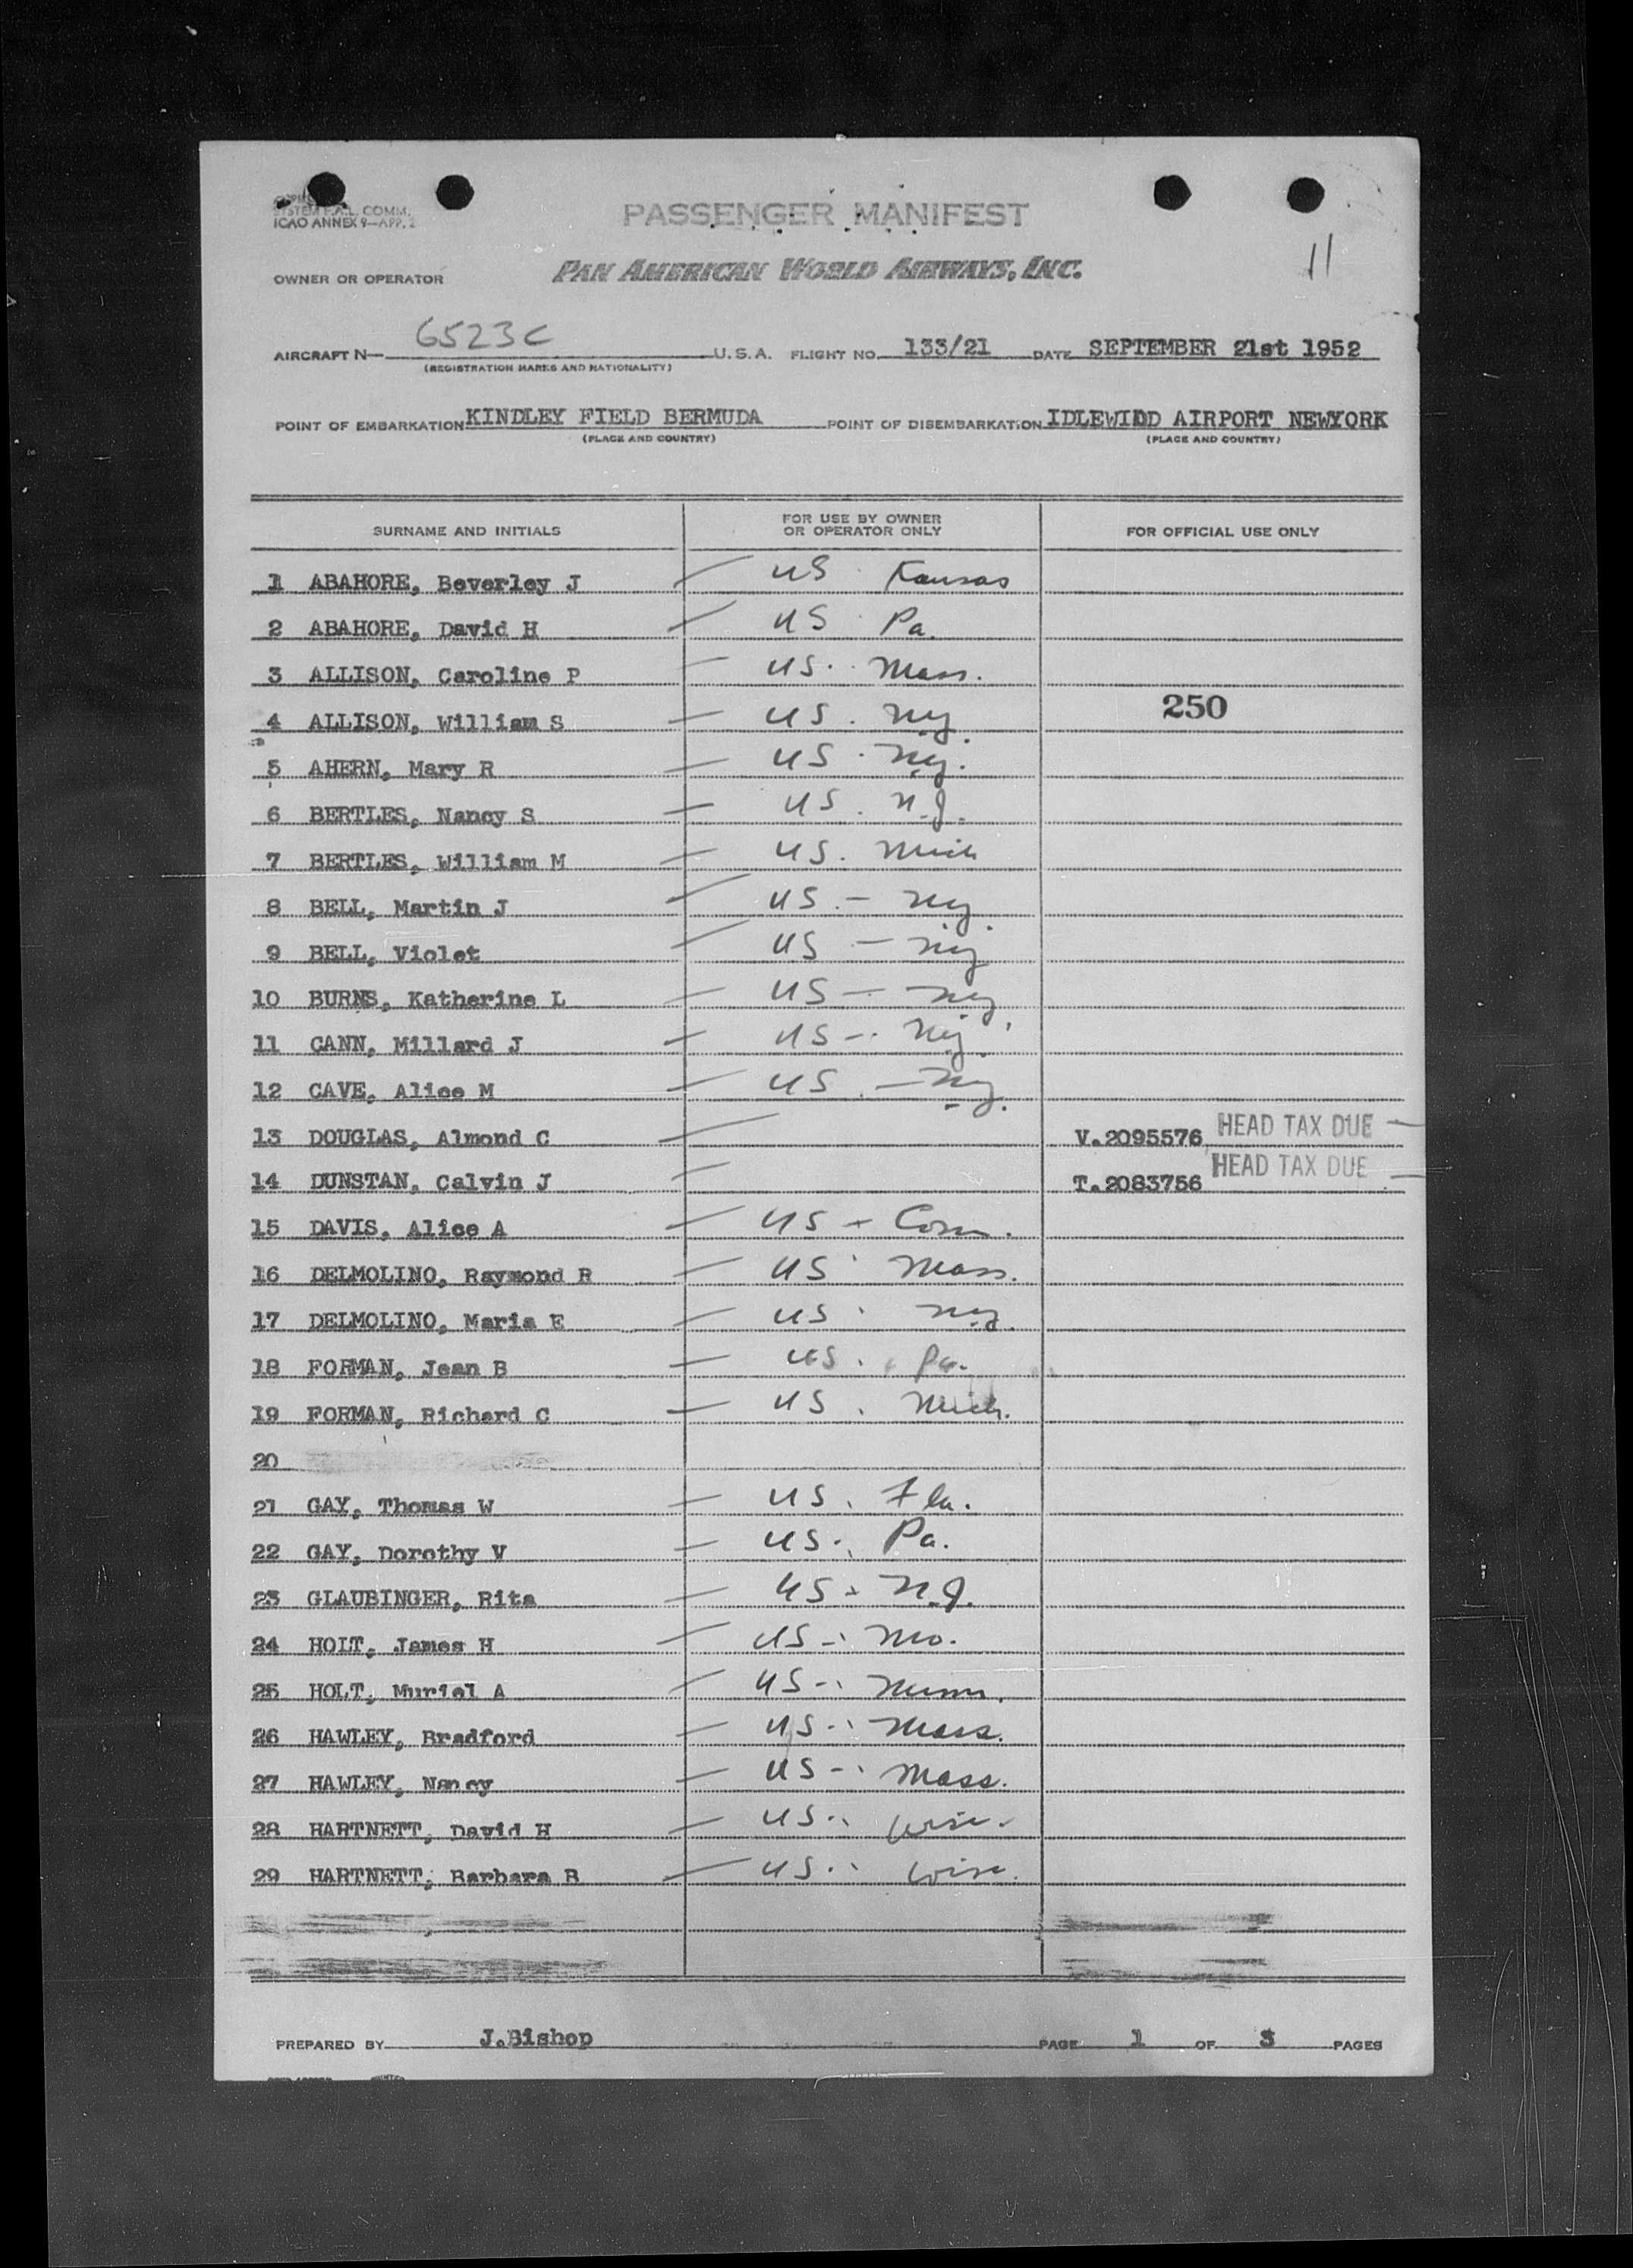 SYSTEM F.A.L. COMM.
ICAO ANNEX 9—APP. 2
PASSENGER MANIFEST
11
OWNER OR OPERATOR PAN AMERICAN WORLD AIRWAYS, INC.
AIRCRAFT N— 6523C U.S.A. FLIGHT NO. 133/21 DATE SEPTEMBER 21st 1952
(REGISTRATION MARKS AND NATIONALITY)
POINT OF EMBARKATION KINDLEY FIELD BERMUDA POINT OF DISEMBARKATION IDLEWIDD AIRPORT NEWYORK
(PLACE AND COUNTRY) (PLACE AND COUNTRY)
SURNAME AND INITIALS FOR USE BY OWNER OR OPERATOR ONLY FOR OFFICIAL USE ONLY
1 ABAHORE, Beverley J US Kansas
2 ABAHORE, David H US Pa.
3 ALLISON, Caroline P US. Mass.
4 ALLISON, William S US. Ny. 250
5 AHERN, Mary R US. Ny.
6 BERTLES, Nancy S US. N.J.
7 BERTLES, William M US. Mich
8 BELL, Martin J US.— Ny.
9 BELL, Violet US — Ny
10 BURNS, Katherine L US — Ny
11 CANN, Millard J US — Ny.
12 CAVE, Alice M US — Ny.
13 DOUGLAS, Almond C V.2095576 HEAD TAX DUE —
14 DUNSTAN, Calvin J T.2083756 HEAD TAX DUE —
15 DAVIS, Alice A US - Conn.
16 DELMOLINO, Raymond R US Mass.
17 DELMOLINO, Maria E US Ny.
18 FORMAN, Jean B US. Pa.
19 FORMAN, Richard C US. Mich.
20
21 GAY, Thomas W US. Fla.
22 GAY, Dorothy V US. Pa.
23 GLAUBINGER, Rita US - N.J.
24 HOLT, James H US - Mo.
25 HOLT, Muriel A US - Minn.
26 HAWLEY, Bradford US - Mass.
27 HAWLEY, Nancy US - Mass.
28 HARTNETT, David H US. Wisc.
29 HARTNETT, Barbara B US. Wisc.
PREPARED BY J.Bishop PAGE 1 OF 3 PAGES